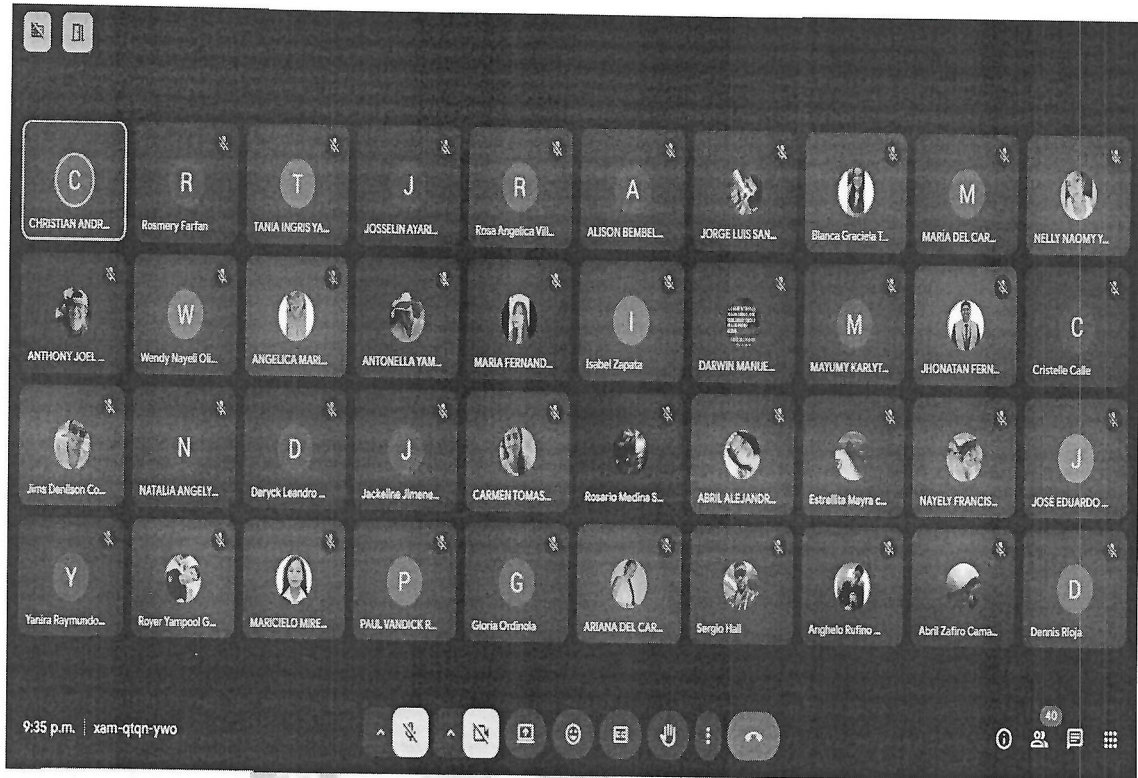 C R T J R A M
CHRISTIAN ANDR... Rosmery Farfan TANIA INGRIS YA... JOSSELIN AYARI... Rosa Angelica Vill... ALISON BEMBEL... JORGE LUIS SAN... Blanca Graciela T... MARÍA DEL CAR... NELLY NAOMY Y...
W I M C
ANTHONY JOEL ... Wendy Nayeli Oli... ANGELICA MARI... ANTONELLA YAM... MARIA FERNAND... Isabel Zapata DARWIN MANUE... MAYUMY KARLYT... JHONATAN FERN... Cristelle Calle
N D J J
Jims Denilson Co... NATALIA ANGELY... Deryck Leandro ... Jackeline Jimene... CARMEN TOMAS... Rosario Medina S... ABRIL ALEJANDR... Estrellita Mayra c... NAYELY FRANCIS... JOSÉ EDUARDO ...
Y P G D
Yanira Raymundo... Royer Yampool G... MARICIELO MIRE... PAUL VANDICK R... Gloria Ordinola ARIANA DEL CAR... Sergio Hall Anghelo Rufino ... Abril Zafiro Cama... Dennis Rioja
9:35 p.m. | xam-qtqn-ywo 40